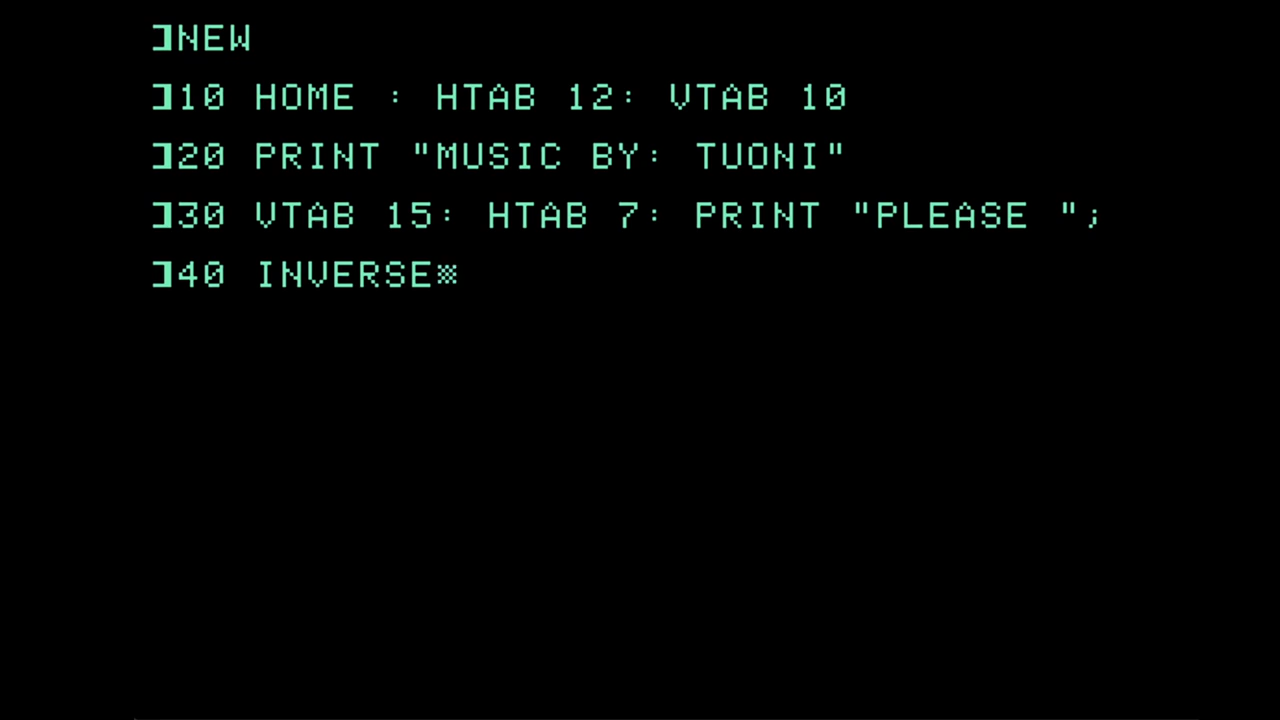 ]NEW
]10 HOME : HTAB 12: VTAB 10
]20 PRINT "MUSIC BY: TUONI"
]30 VTAB 15: HTAB 7: PRINT "PLEASE ";
]40 INVERSE